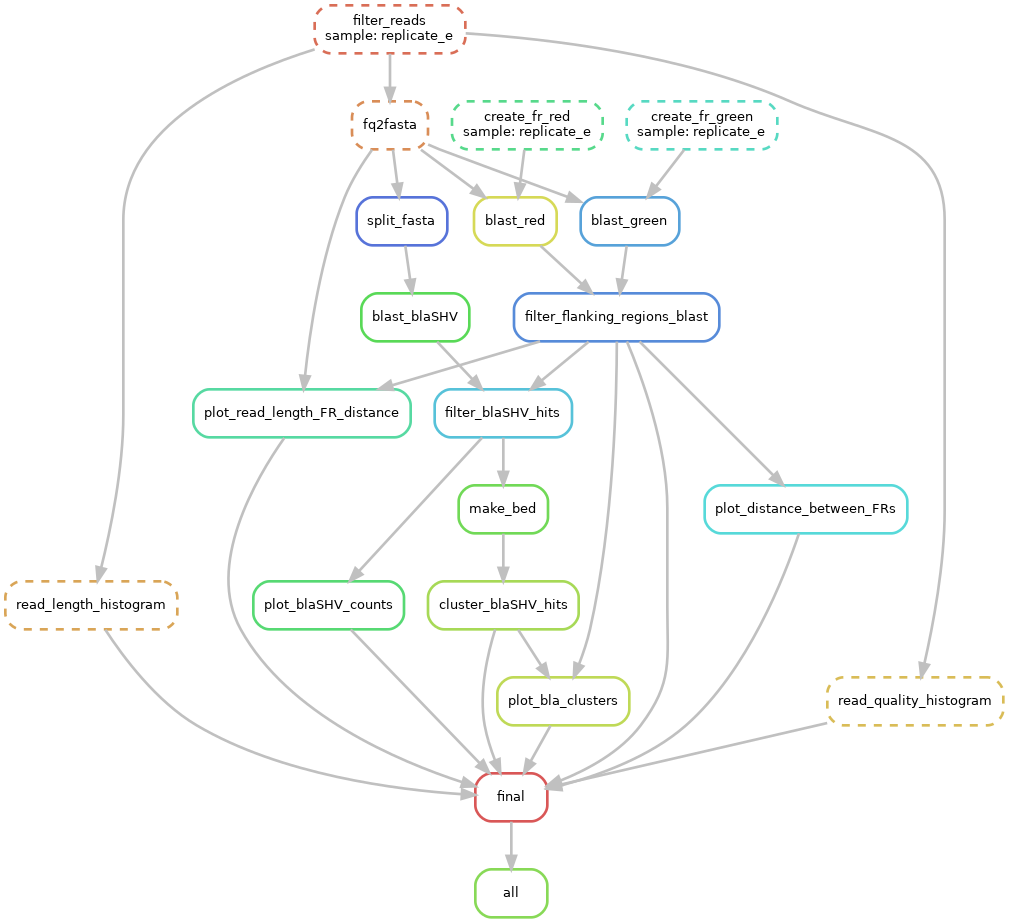 filter_reads
sample: replicate_e
fq2fasta
create_fr_red
sample: replicate_e
create_fr_green
sample: replicate_e
split_fasta
blast_red
blast_green
blast_blaSHV
filter_flanking_regions_blast
plot_read_length_FR_distance
filter_blaSHV_hits
make_bed
plot_distance_between_FRs
read_length_histogram
plot_blaSHV_counts
cluster_blaSHV_hits
plot_bla_clusters
read_quality_histogram
final
all